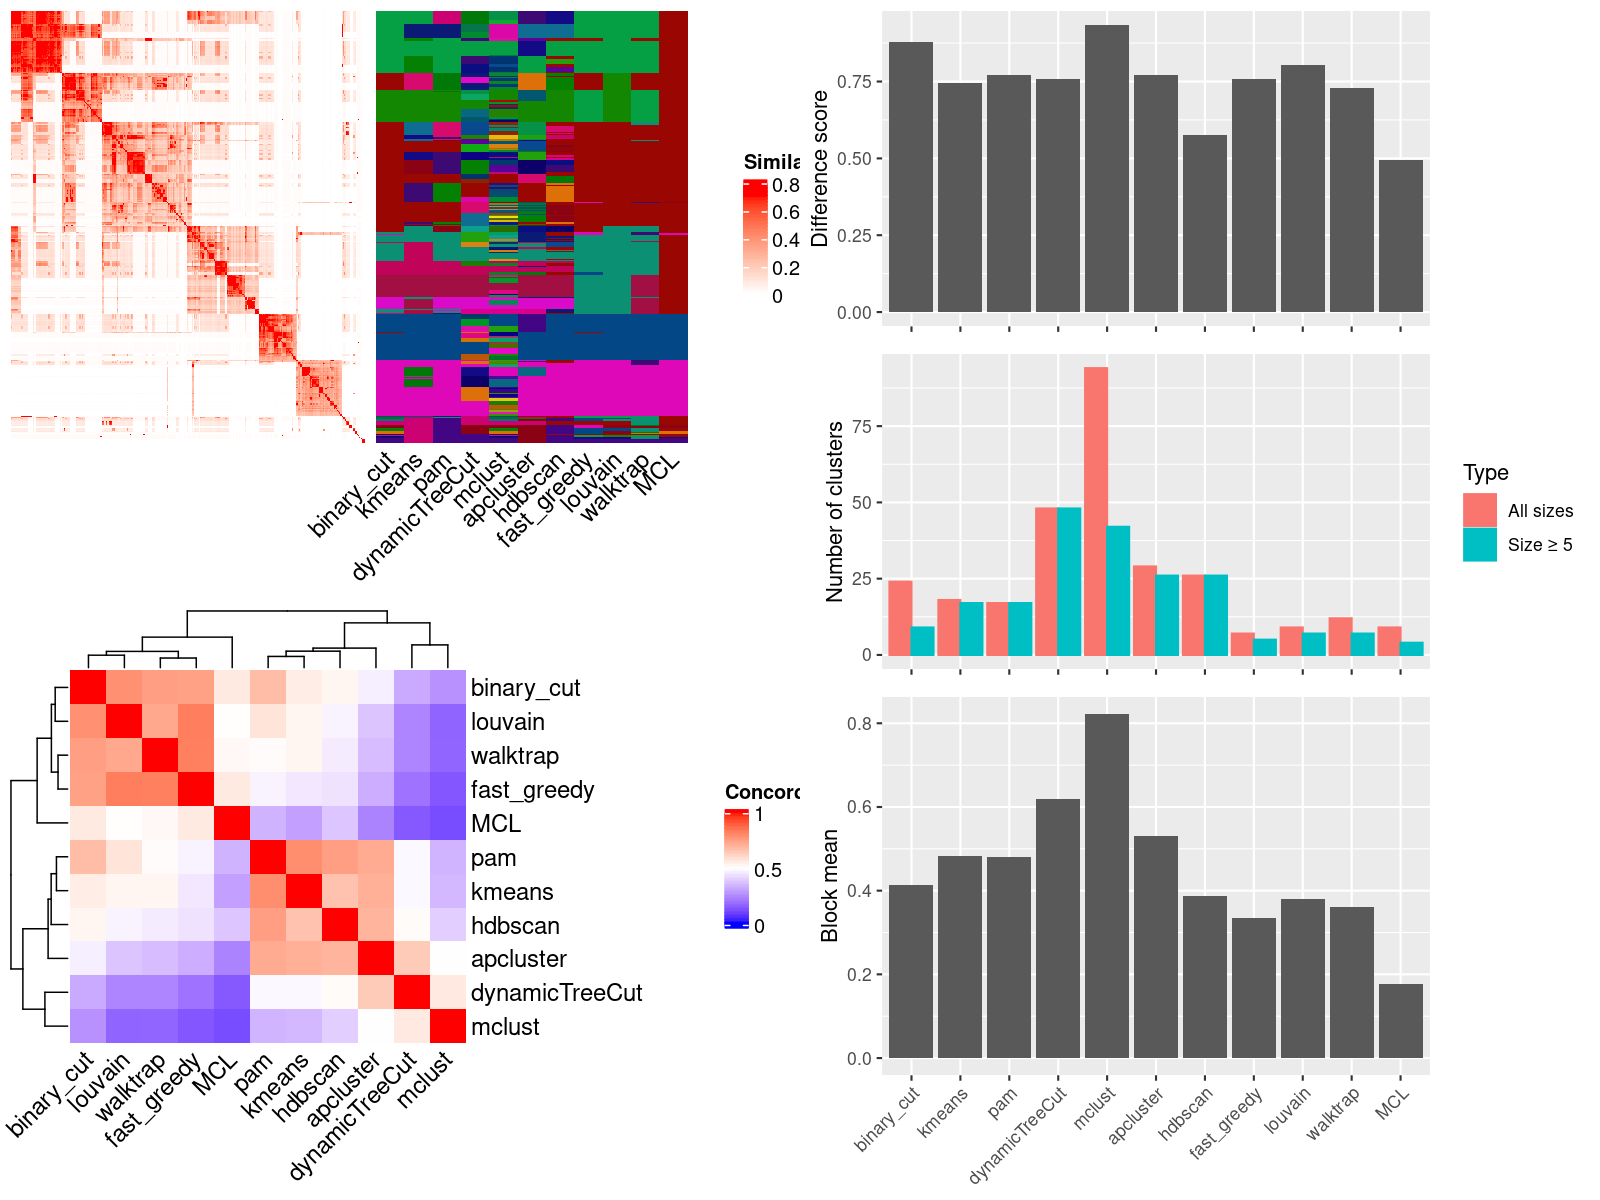 Simila
0.8
0.6
0.4
0.2
0
binary_cut
kmeans
pam
dynamicTreeCut
mclust
apcluster
hdbscan
fast_greedy
louvain
walktrap
MCL
Difference score
0.75
0.50
0.25
0.00
Number of clusters
75
50
25
0
Type
All sizes
Size ≥ 5
binary_cut
louvain
walktrap
fast_greedy
MCL
pam
kmeans
hdbscan
apcluster
dynamicTreeCut
mclust
binary_cut
louvain
walktrap
fast_greedy
MCL
pam
kmeans
hdbscan
apcluster
dynamicTreeCut
mclust
Concord
1
0.5
0
Block mean
0.8
0.6
0.4
0.2
0.0
binary_cut
kmeans
pam
dynamicTreeCut
mclust
apcluster
hdbscan
fast_greedy
louvain
walktrap
MCL